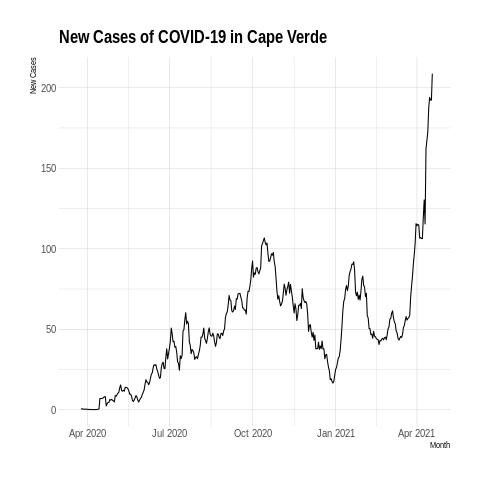 New Cases of COVID-19 in Cape Verde
New Cases
200
150
100
50
0
Apr 2020 Jul 2020 Oct 2020 Jan 2021 Apr 2021
Month